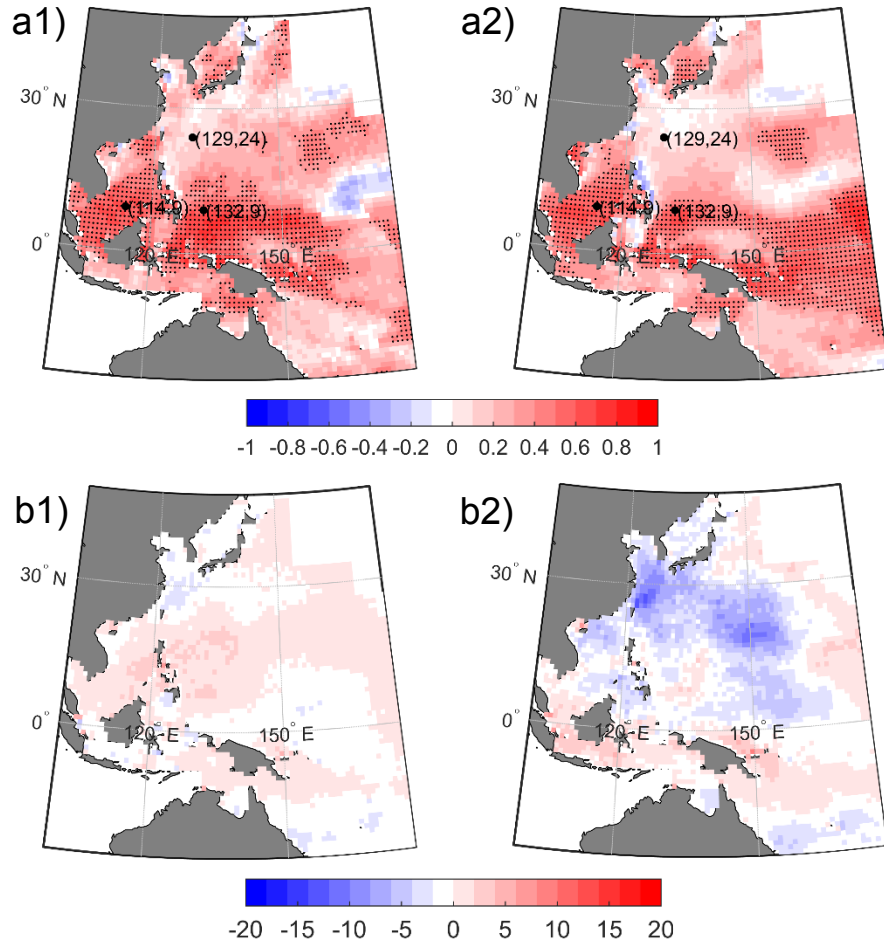 a1) a2)
30° N 30° N
(129,24) (129,24)
(114,9) (132,9) (114,9) (132,9)
0° 120° E 150° E 0° 120° E 150° E
-1 -0.8 -0.6 -0.4 -0.2 0 0.2 0.4 0.6 0.8 1
b1) b2)
30° N 30° N
0° 120° E 150° E 0° 120° E 150° E
-20 -15 -10 -5 0 5 10 15 20